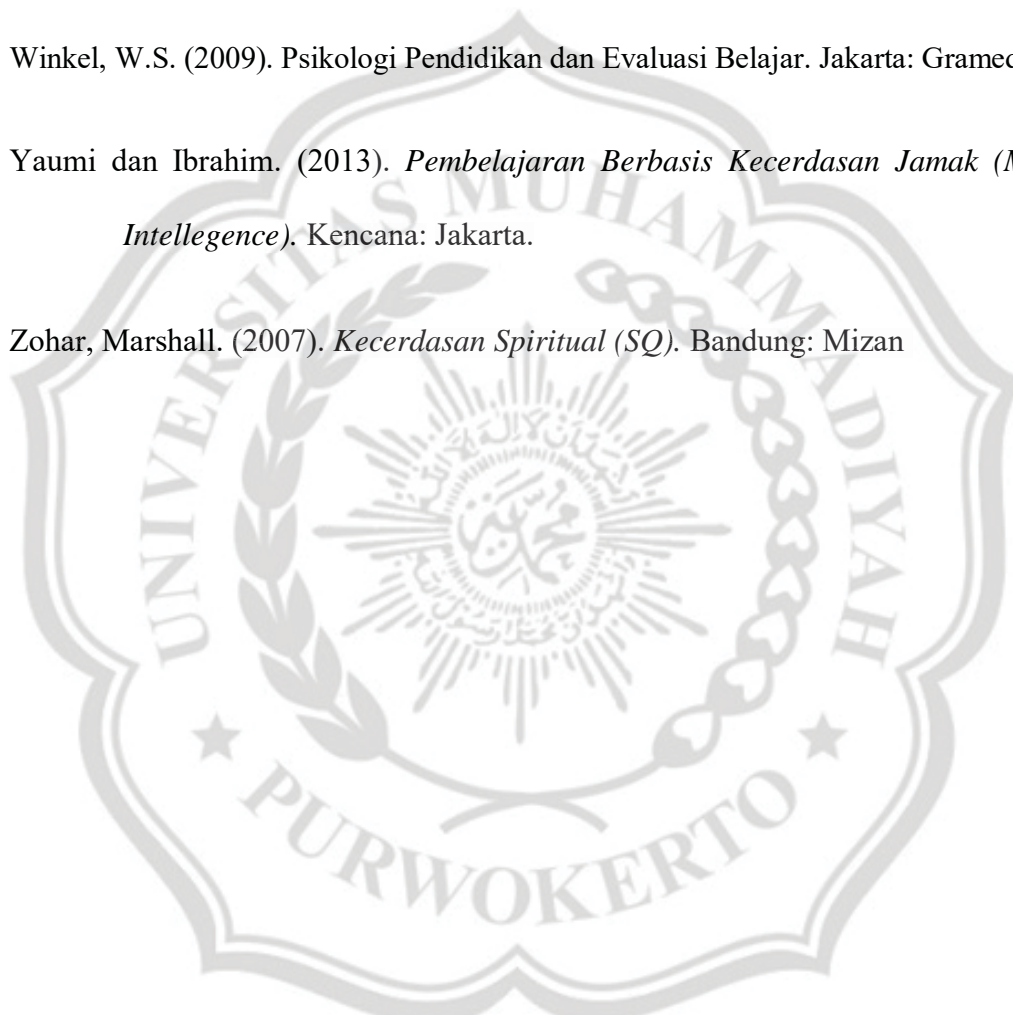 Winkel, W.S. (2009). Psikologi Pendidikan dan Evaluasi Belajar. Jakarta:
Yaumi dan Ibrahim. (2013). Pembelajaran Berbasis Kecerdasan Jamak
Intellegence). Kencana: Jakarta.
Zohar, Marshall. (2007). Kecerdasan Spiritual (SQ). Bandung: Mizan
UNIVERSITAS MUHAMMADIYAH
PURWOKERTO